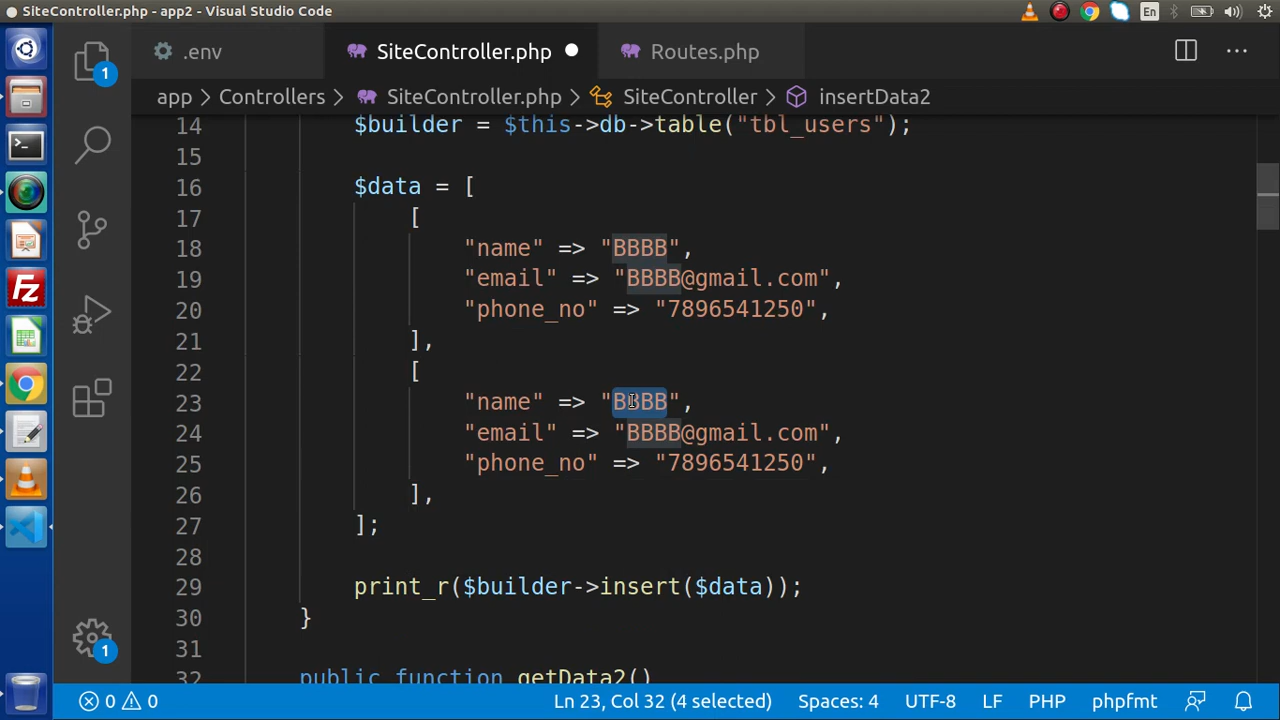 SiteController.php - app2 - Visual Studio Code
En
.env
SiteController.php
Routes.php
1
app > Controllers > SiteController.php > SiteController > insertData2
14 $builder = $this->db->table("tbl_users");
15
16 $data = [
17 [
18 "name" => "BBBB",
19 "email" => "BBBB@gmail.com",
20 "phone_no" => "7896541250",
21 ],
22 [
23 "name" => "BBBB",
24 "email" => "BBBB@gmail.com",
25 "phone_no" => "7896541250",
26 ],
27 ];
28
29 print_r($builder->insert($data));
30 }
31
32 public function getData2()
1
0 0 Ln 23, Col 32 (4 selected) Spaces: 4 UTF-8 LF PHP phpfmt